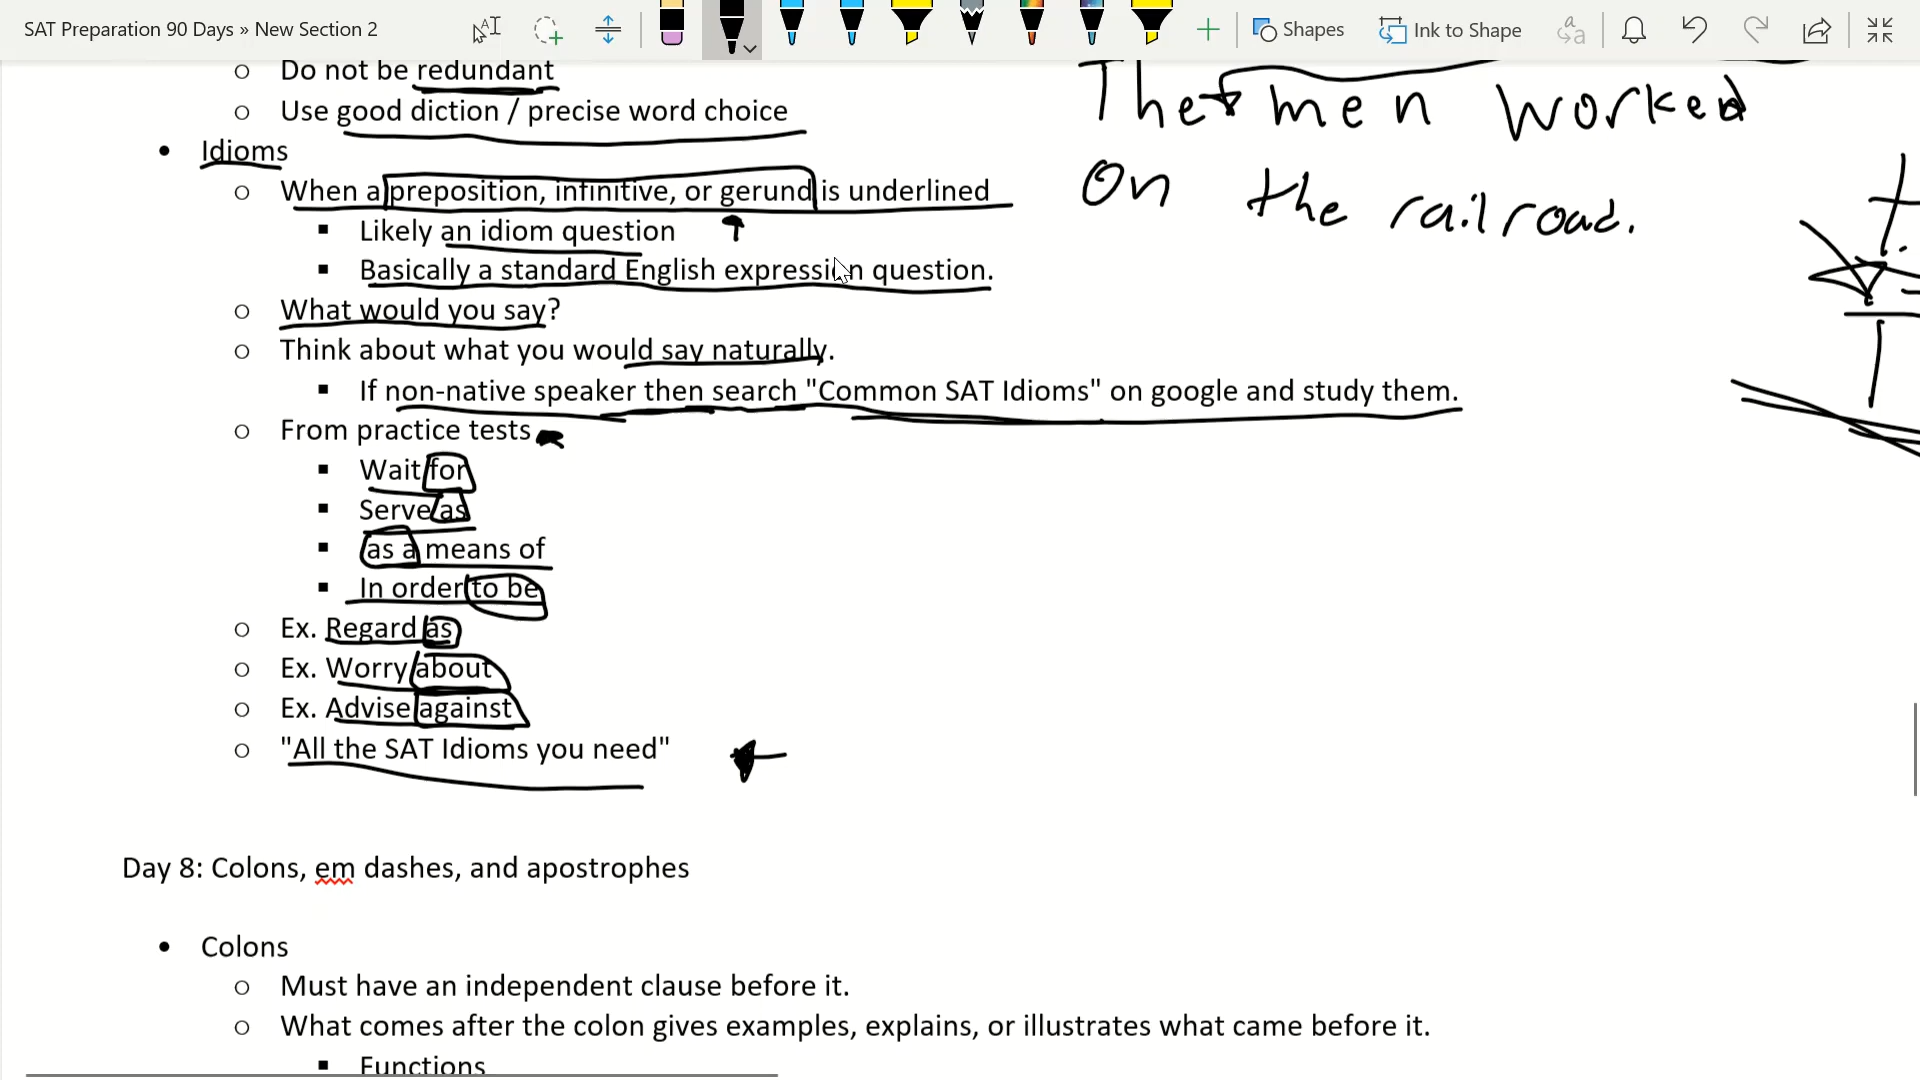 SAT Preparation 90 Days » New Section 2
Shapes
Ink to Shape
Do not be redundant
Use good diction / precise word choice
Idioms
When a preposition, infinitive, or gerund is underlined
Likely an idiom question
Basically a standard English expression question.
What would you say?
Think about what you would say naturally.
If non-native speaker then search "Common SAT Idioms" on google and study them.
From practice tests
Wait for
Serve as
as a means of
In order to be
Ex. Regard as
Ex. Worry about
Ex. Advise against
"All the SAT Idioms you need"
The men worked
on the railroad.
Day 8: Colons, em dashes, and apostrophes
Colons
Must have an independent clause before it.
What comes after the colon gives examples, explains, or illustrates what came before it.
Functions